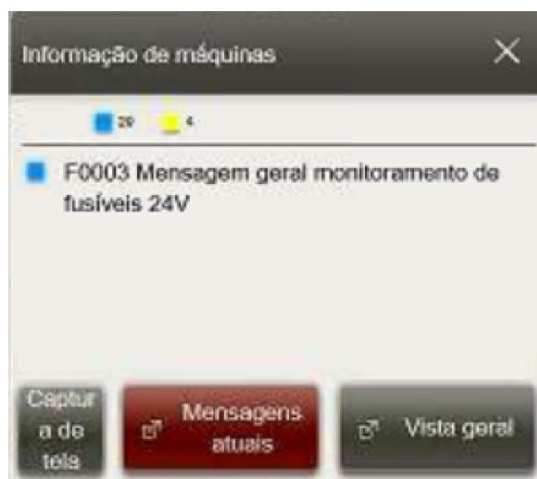 Informação de máquinas
29 4
F0003 Mensagem geral monitoramento de
fusíveis 24V
Captur
a de
tela
Mensagens
atuais
Vista geral